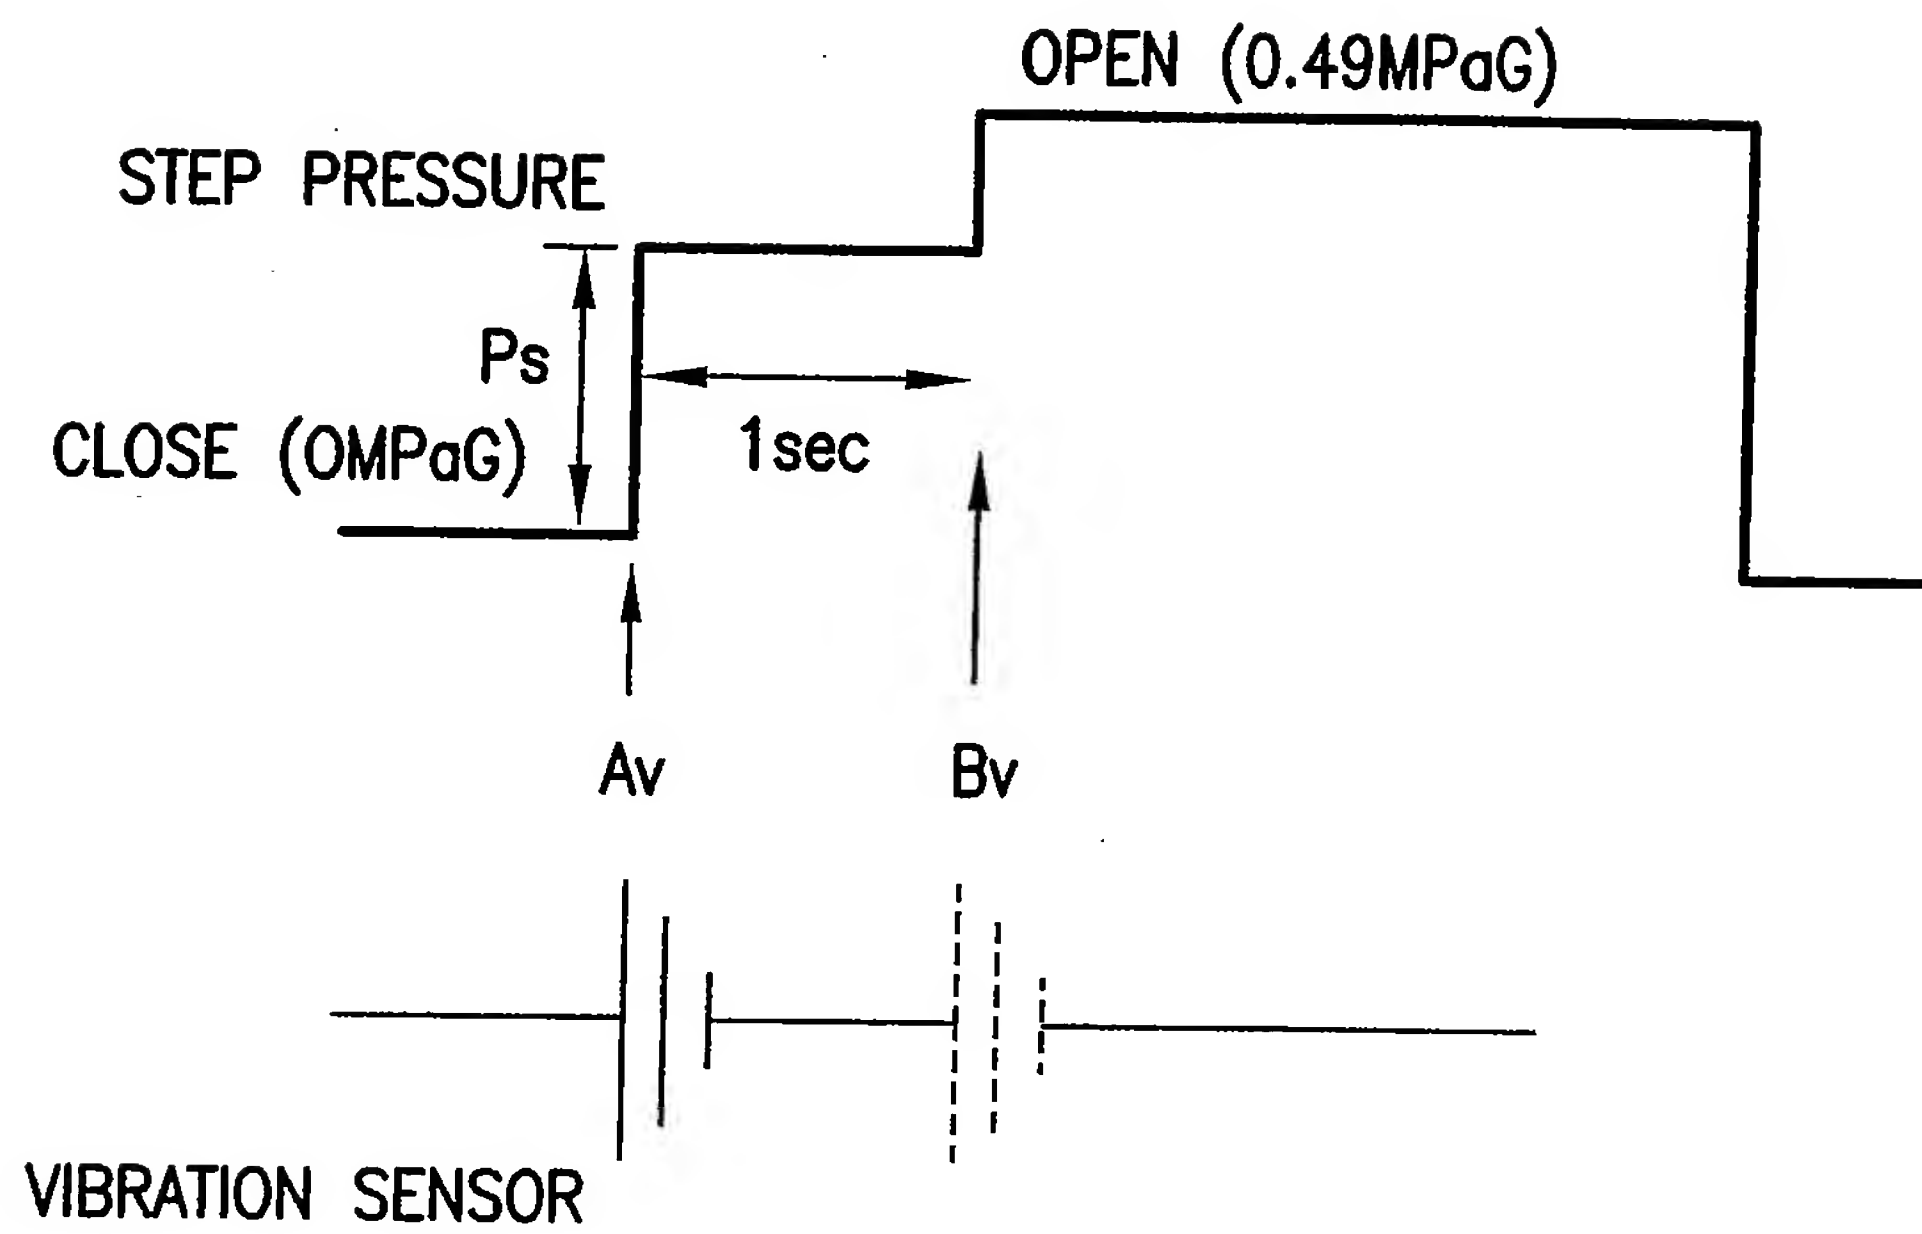 OPEN (0.49MPaG)
STEP PRESSURE
Ps
CLOSE (0MPaG)
1sec
Av
Bv
VIBRATION SENSOR